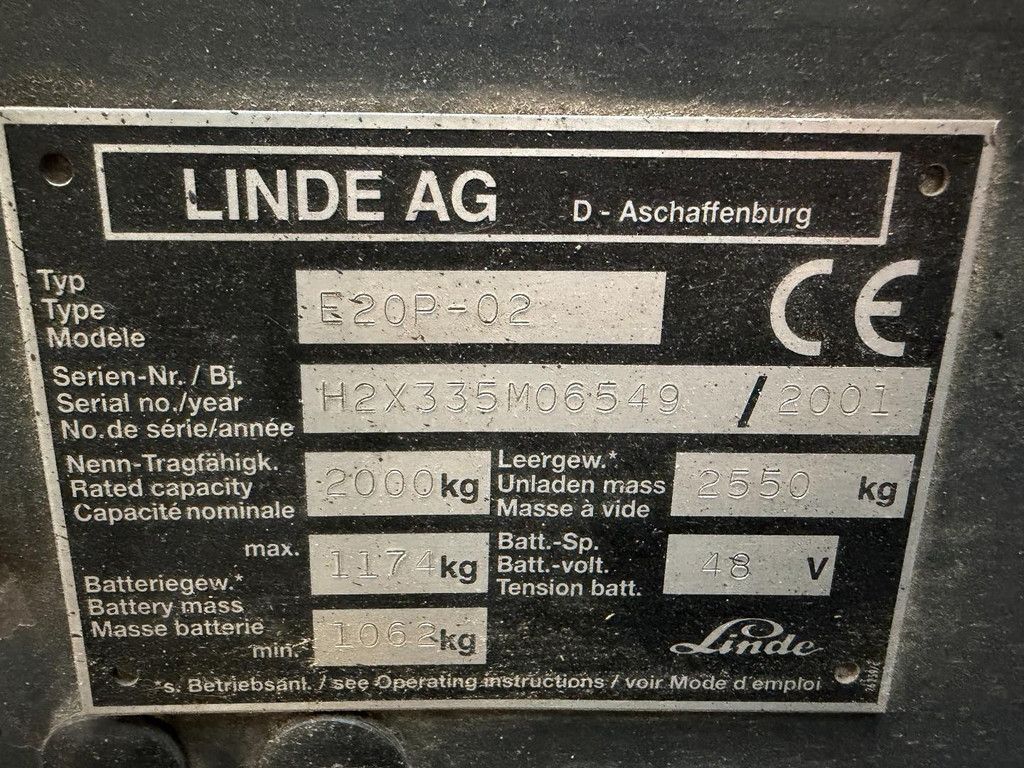 LINDE AG D - Aschaffenburg
Typ
Type
Modèle
E20P-02
CE
Serien-Nr. / Bj.
Serial no./year
No.de série/année
H2X335M06549 / 2001
Nenn-Tragfähigk.
Rated capacity
Capacité nominale
2000 kg
Leergew.*
Unladen mass
Masse à vide
2550 kg
max.
1174 kg
Batteriegew.*
Battery mass
Masse batterie
min.
1062 kg
Batt.-Sp.
Batt.-volt.
Tension batt.
48 V
Linde
*s. Betriebsanl. / see Operating instructions / voir Mode d'emploi